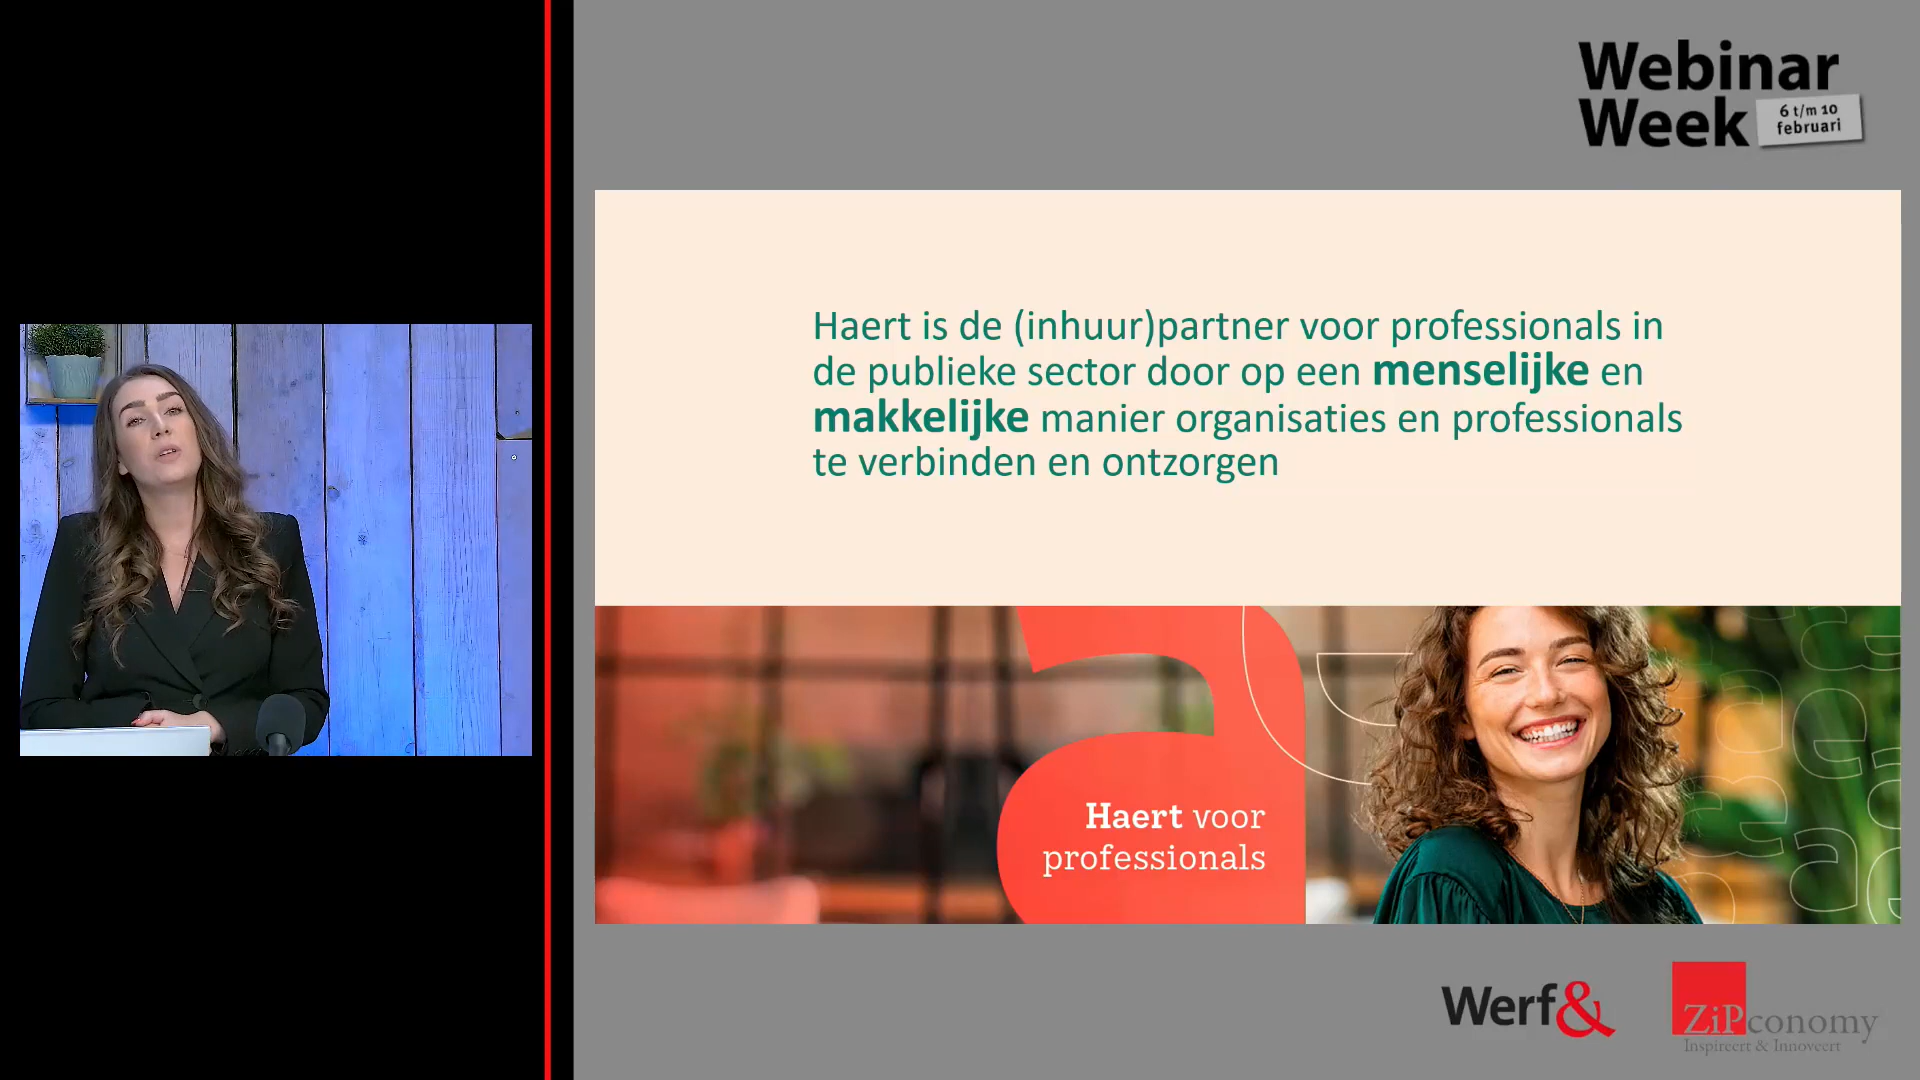 Webinar
Week
6 t/m 10
februari
Haert is de (inhuur)partner voor professionals in
de publieke sector door op een menselijke en
makkelijke manier organisaties en professionals
te verbinden en ontzorgen
Haert voor
professionals
Werf&
ZiPconomy
Inspireert & Innoveert